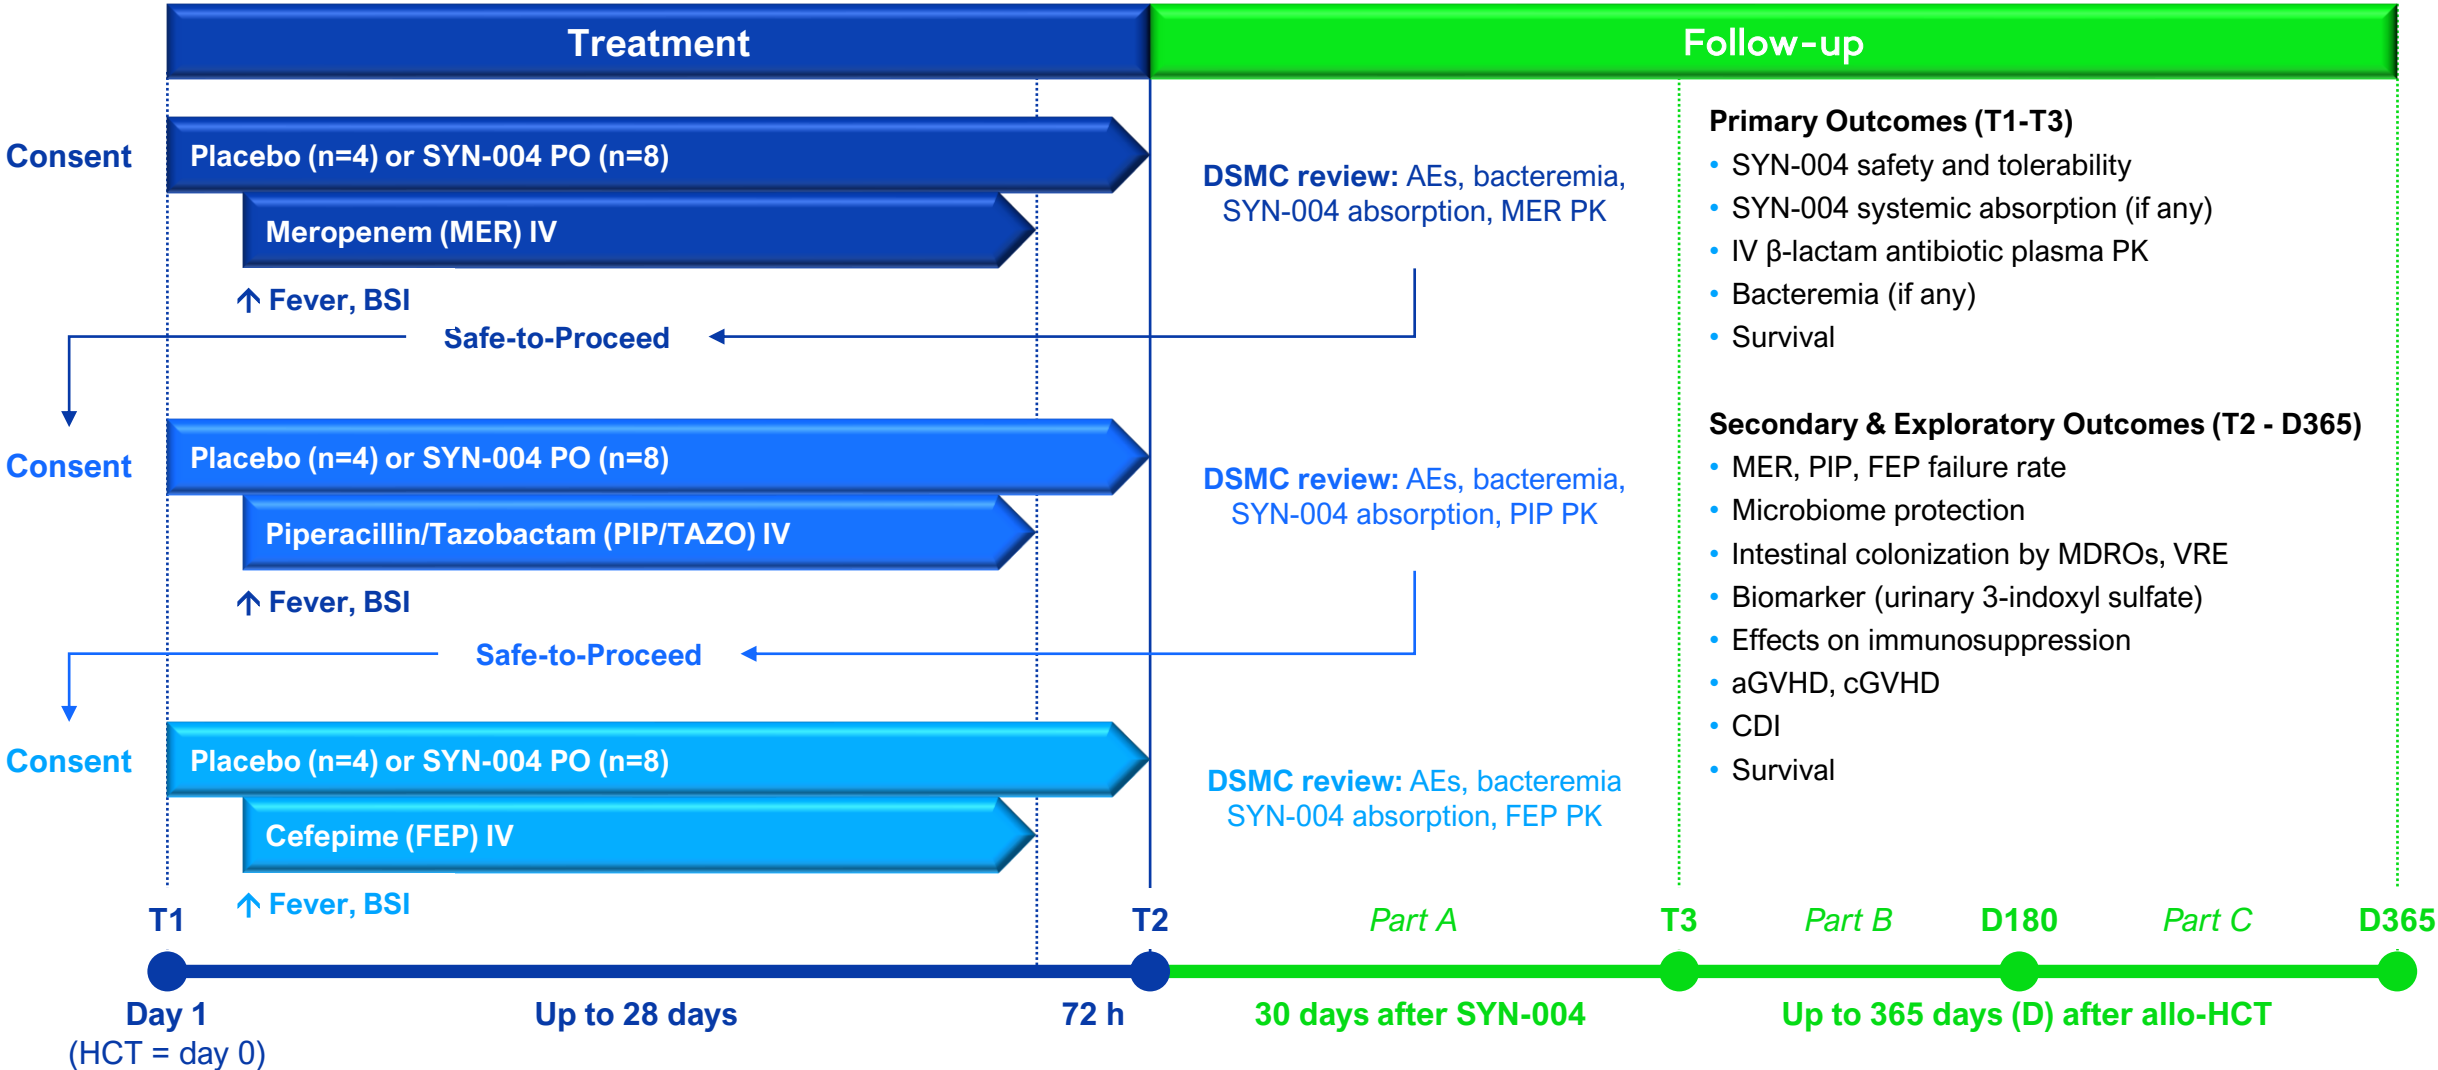 Treatment
Follow-up
Consent
Placebo (n=4) or SYN-004 PO (n=8)
Meropenem (MER) IV
↑ Fever, BSI
DSMC review: AEs, bacteremia,
SYN-004 absorption, MER PK
Safe-to-Proceed
Consent
Placebo (n=4) or SYN-004 PO (n=8)
Piperacillin/Tazobactam (PIP/TAZO) IV
↑ Fever, BSI
DSMC review: AEs, bacteremia,
SYN-004 absorption, PIP PK
Safe-to-Proceed
Consent
Placebo (n=4) or SYN-004 PO (n=8)
Cefepime (FEP) IV
↑ Fever, BSI
DSMC review: AEs, bacteremia
SYN-004 absorption, FEP PK
Primary Outcomes (T1-T3)
• SYN-004 safety and tolerability
• SYN-004 systemic absorption (if any)
• IV β-lactam antibiotic plasma PK
• Bacteremia (if any)
• Survival
Secondary & Exploratory Outcomes (T2 - D365)
• MER, PIP, FEP failure rate
• Microbiome protection
• Intestinal colonization by MDROs, VRE
• Biomarker (urinary 3-indoxyl sulfate)
• Effects on immunosuppression
• aGVHD, cGVHD
• CDI
• Survival
T1
T2
Part A
T3
Part B
D180
Part C
D365
Day 1
(HCT = day 0)
Up to 28 days
72 h
30 days after SYN-004
Up to 365 days (D) after allo-HCT